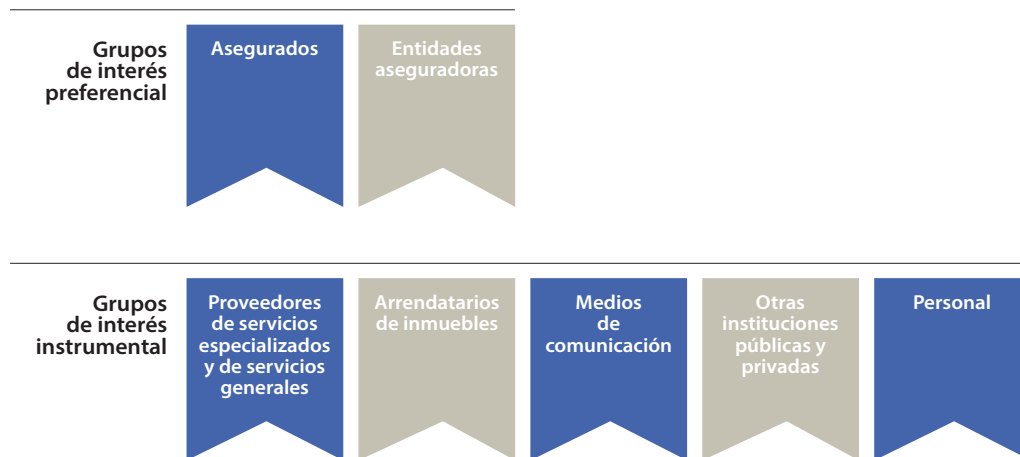 Grupos
de interés
preferencial
Asegurados
Entidades
aseguradoras
Grupos
de interés
instrumental
Proveedores
de servicios
especializados
y de servicios
generales
Arrendatarios
de inmuebles
Medios
de
comunicación
Otras
instituciones
públicas y
privadas
Personal